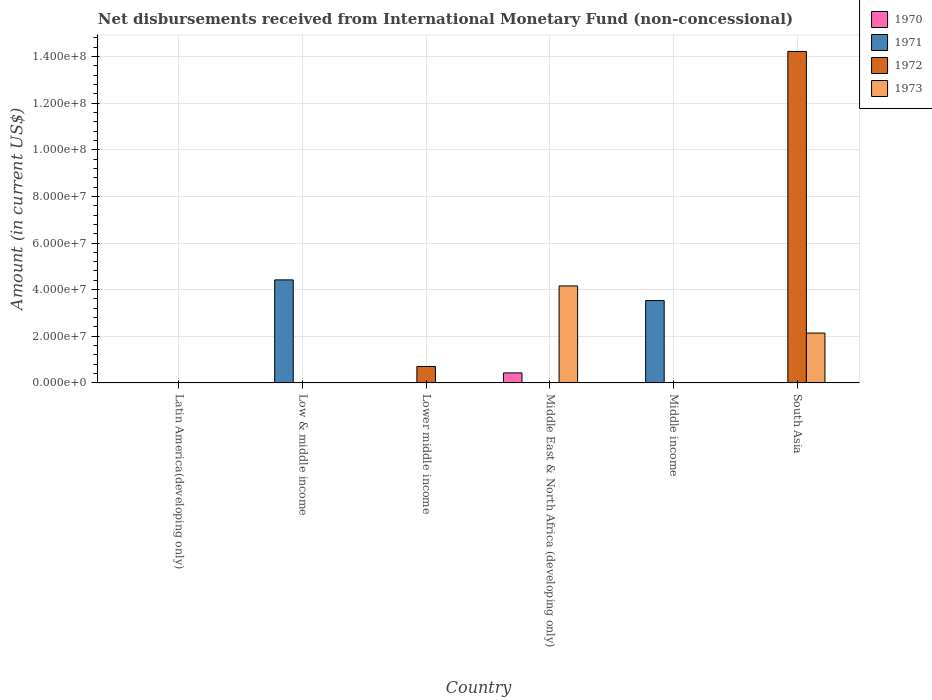 Net disbursements received from International Monetary Fund (non-concessional)
1970
1971
1972
1973
Amount (in current US$)
1.400e+8
1.200e+8
1.000e+8
8.000e+7
6.000e+7
4.000e+7
2.000e+7
0.000e+0
Latin America(developing only)
Low & middle income
Lower middle income
Middle East & North Africa (developing only)
Middle income
South Asia
Country